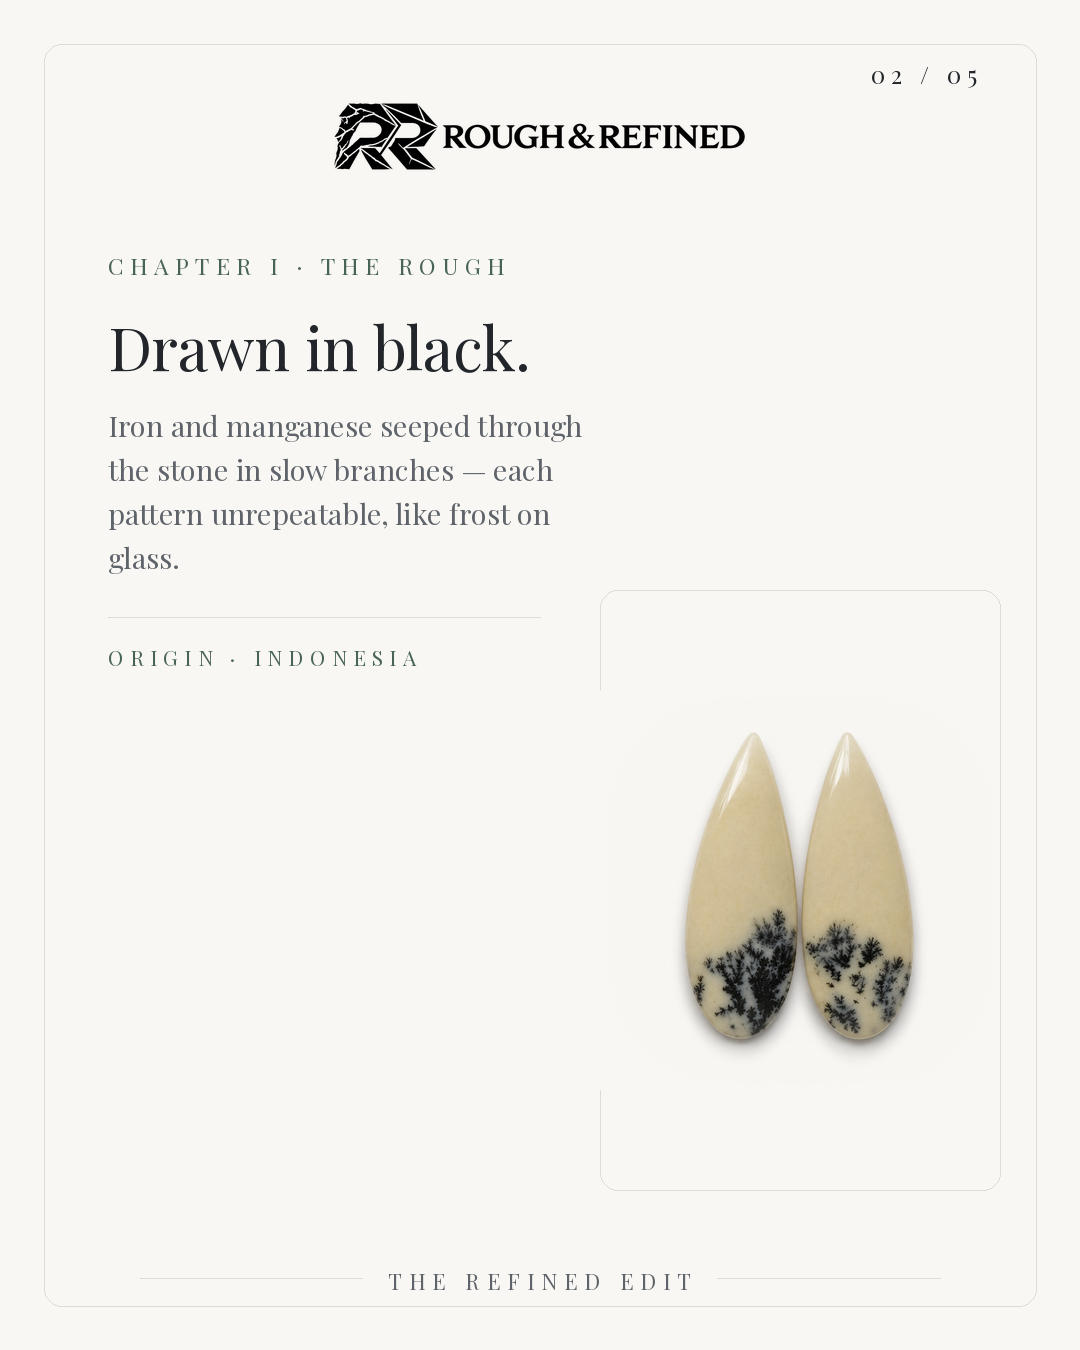 02 / 05
RR ROUGH & REFINED
CHAPTER I · THE ROUGH
Drawn in black.
Iron and manganese seeped through
the stone in slow branches — each
pattern unrepeatable, like frost on
glass.
ORIGIN · INDONESIA
THE REFINED EDIT